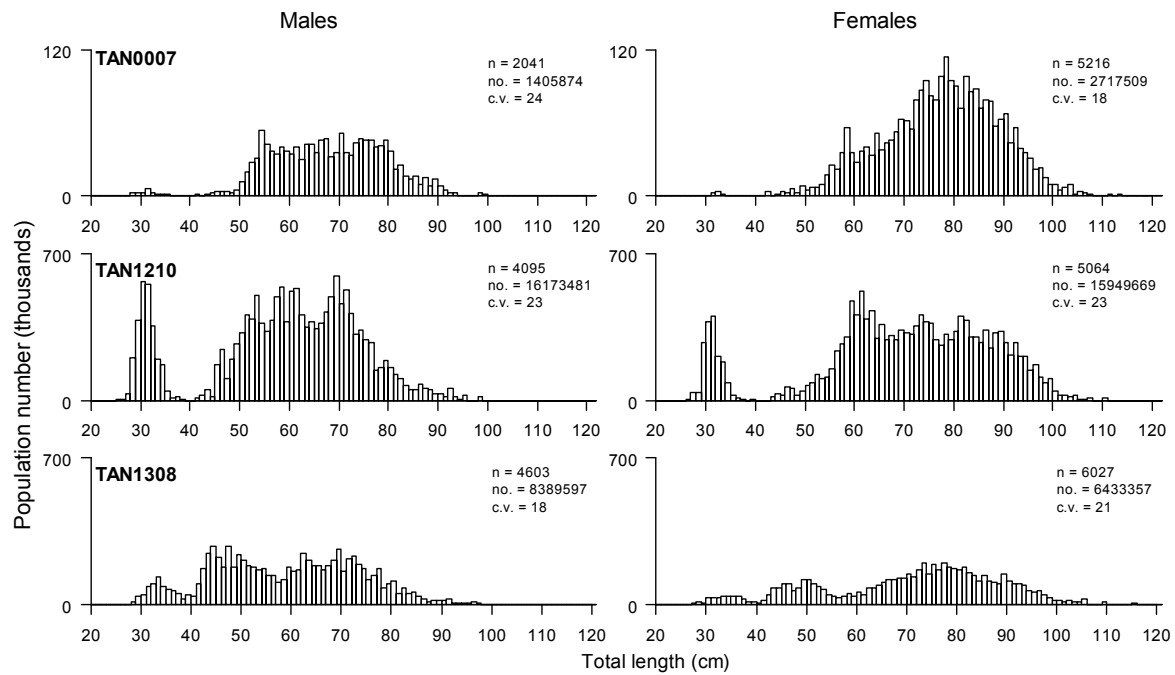 Males
Females
120
TAN0007
n = 2041
no. = 1405874
c.v. = 24
0
20 30 40 50 60 70 80 90 100 110 120
120
n = 5216
no. = 2717509
c.v. = 18
0
20 30 40 50 60 70 80 90 100 110 120
700
TAN1210
n = 4095
no. = 16173481
c.v. = 23
0
20 30 40 50 60 70 80 90 100 110 120
700
n = 5064
no. = 15949669
c.v. = 23
0
20 30 40 50 60 70 80 90 100 110 120
700
TAN1308
n = 4603
no. = 8389597
c.v. = 18
0
20 30 40 50 60 70 80 90 100 110 120
700
n = 6027
no. = 6433357
c.v. = 21
0
20 30 40 50 60 70 80 90 100 110 120
Population number (thousands)
Total length (cm)